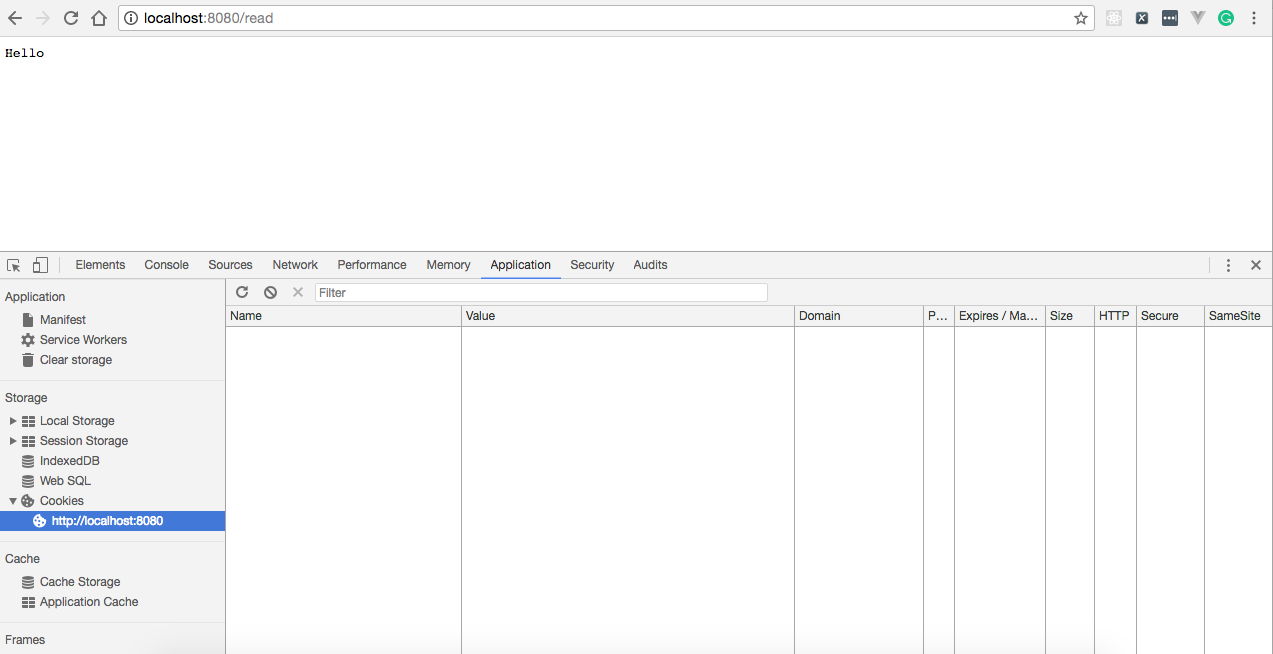 localhost:8080/read
Hello
Elements Console Sources Network Performance Memory Application Security Audits
Application
Manifest
Service Workers
Clear storage
Storage
Local Storage
Session Storage
IndexedDB
Web SQL
Cookies
http://localhost:8080
Cache
Cache Storage
Application Cache
Frames
Filter
Name Value Domain P... Expires / Ma... Size HTTP Secure SameSite